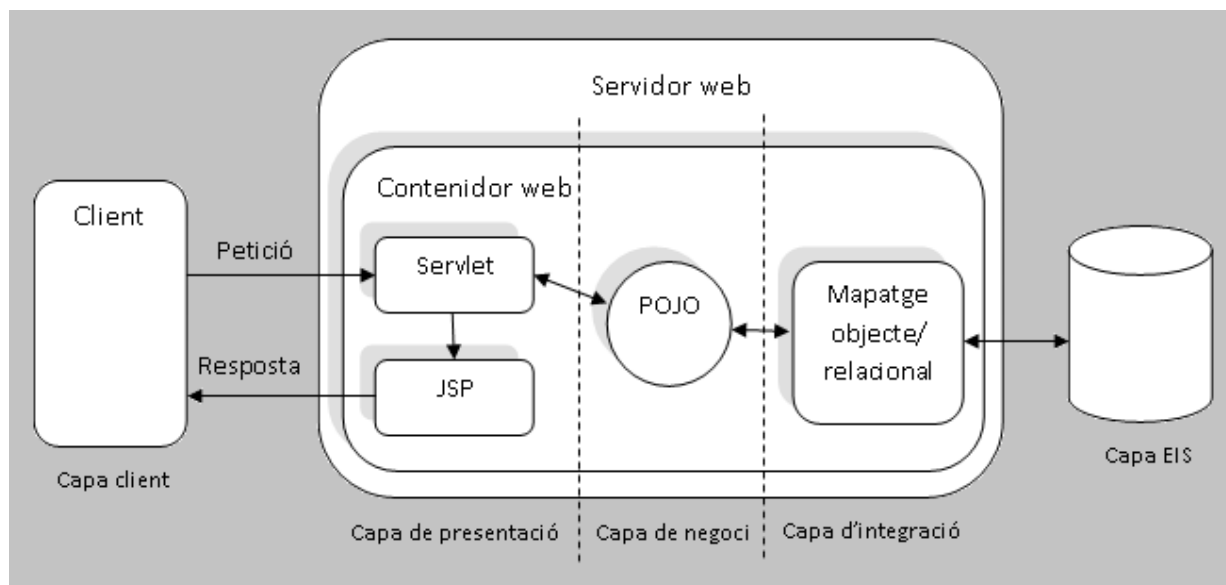 Servidor web
Contenidor web
Client
Petició
Servlet
POJO
Mapatge
objecte/
relacional
Resposta
JSP
Capa client
Capa EIS
Capa de presentació
Capa de negoci
Capa d'integració